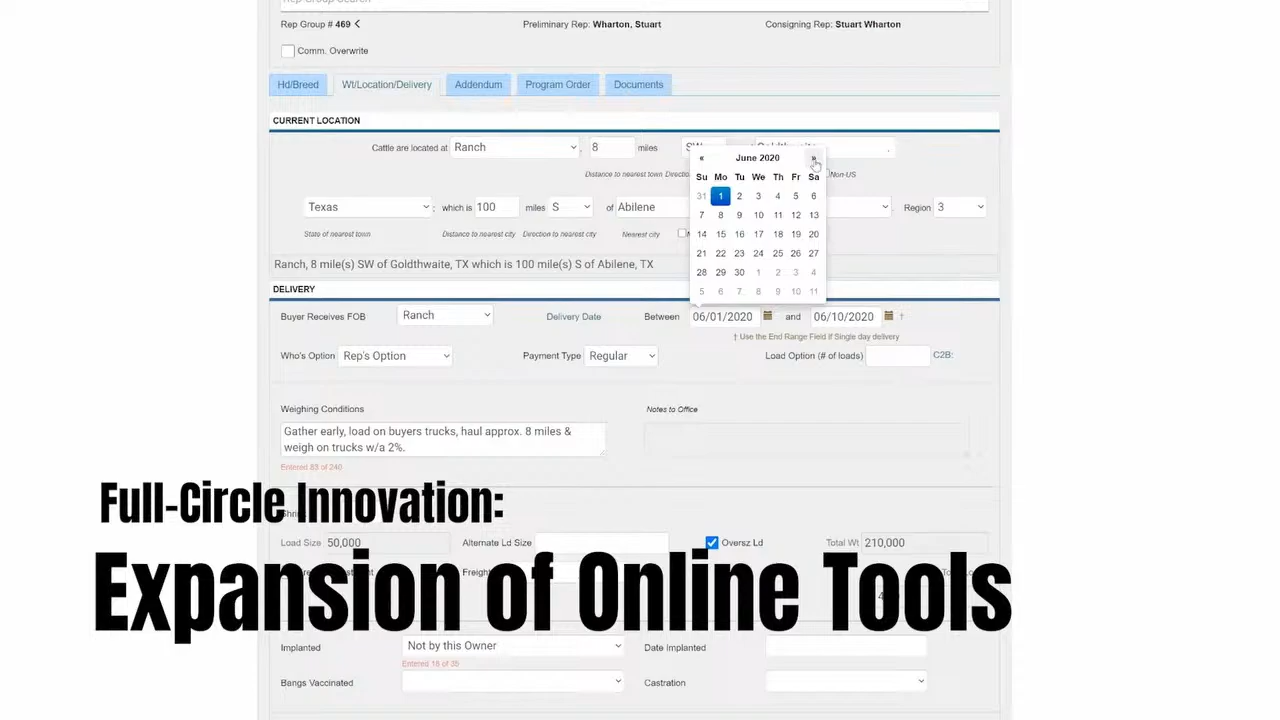 Rep Group # 469 <
Preliminary Rep: Wharton, Stuart
Consigning Rep: Stuart Wharton
Comm. Overwrite
Hd/Breed
Wt/Location/Delivery
Addendum
Program Order
Documents
CURRENT LOCATION
Cattle are located at Ranch , 8 miles SW
Distance to nearest town
Non-US
Texas ; which is 100 miles S of Abilene , Region 3
State of nearest town
Distance to nearest city
Direction to nearest city
Nearest city
Ranch, 8 mile(s) SW of Goldthwaite, TX which is 100 mile(s) S of Abilene, TX
« June 2020 »
Su Mo Tu We Th Fr Sa
31 1 2 3 4 5 6
7 8 9 10 11 12 13
14 15 16 17 18 19 20
21 22 23 24 25 26 27
28 29 30 1 2 3 4
5 6 7 8 9 10 11
DELIVERY
Buyer Receives FOB Ranch
Delivery Date Between 06/01/2020 and 06/10/2020 †
† Use the End Range Field if Single day delivery
Who's Option Rep's Option
Payment Type Regular
Load Option (# of loads)
C2B:
Weighing Conditions
Notes to Office
Gather early, load on buyers trucks, haul approx. 8 miles &
weigh on trucks w/a 2%.
Entered 83 of 240
Full-Circle Innovation:
Load Size 50,000
Alternate Ld Size
Oversz Ld
Total Wt 210,000
Expansion of Online Tools
Implanted Not by this Owner
Date Implanted
Entered 18 of 35
Bangs Vaccinated
Castration